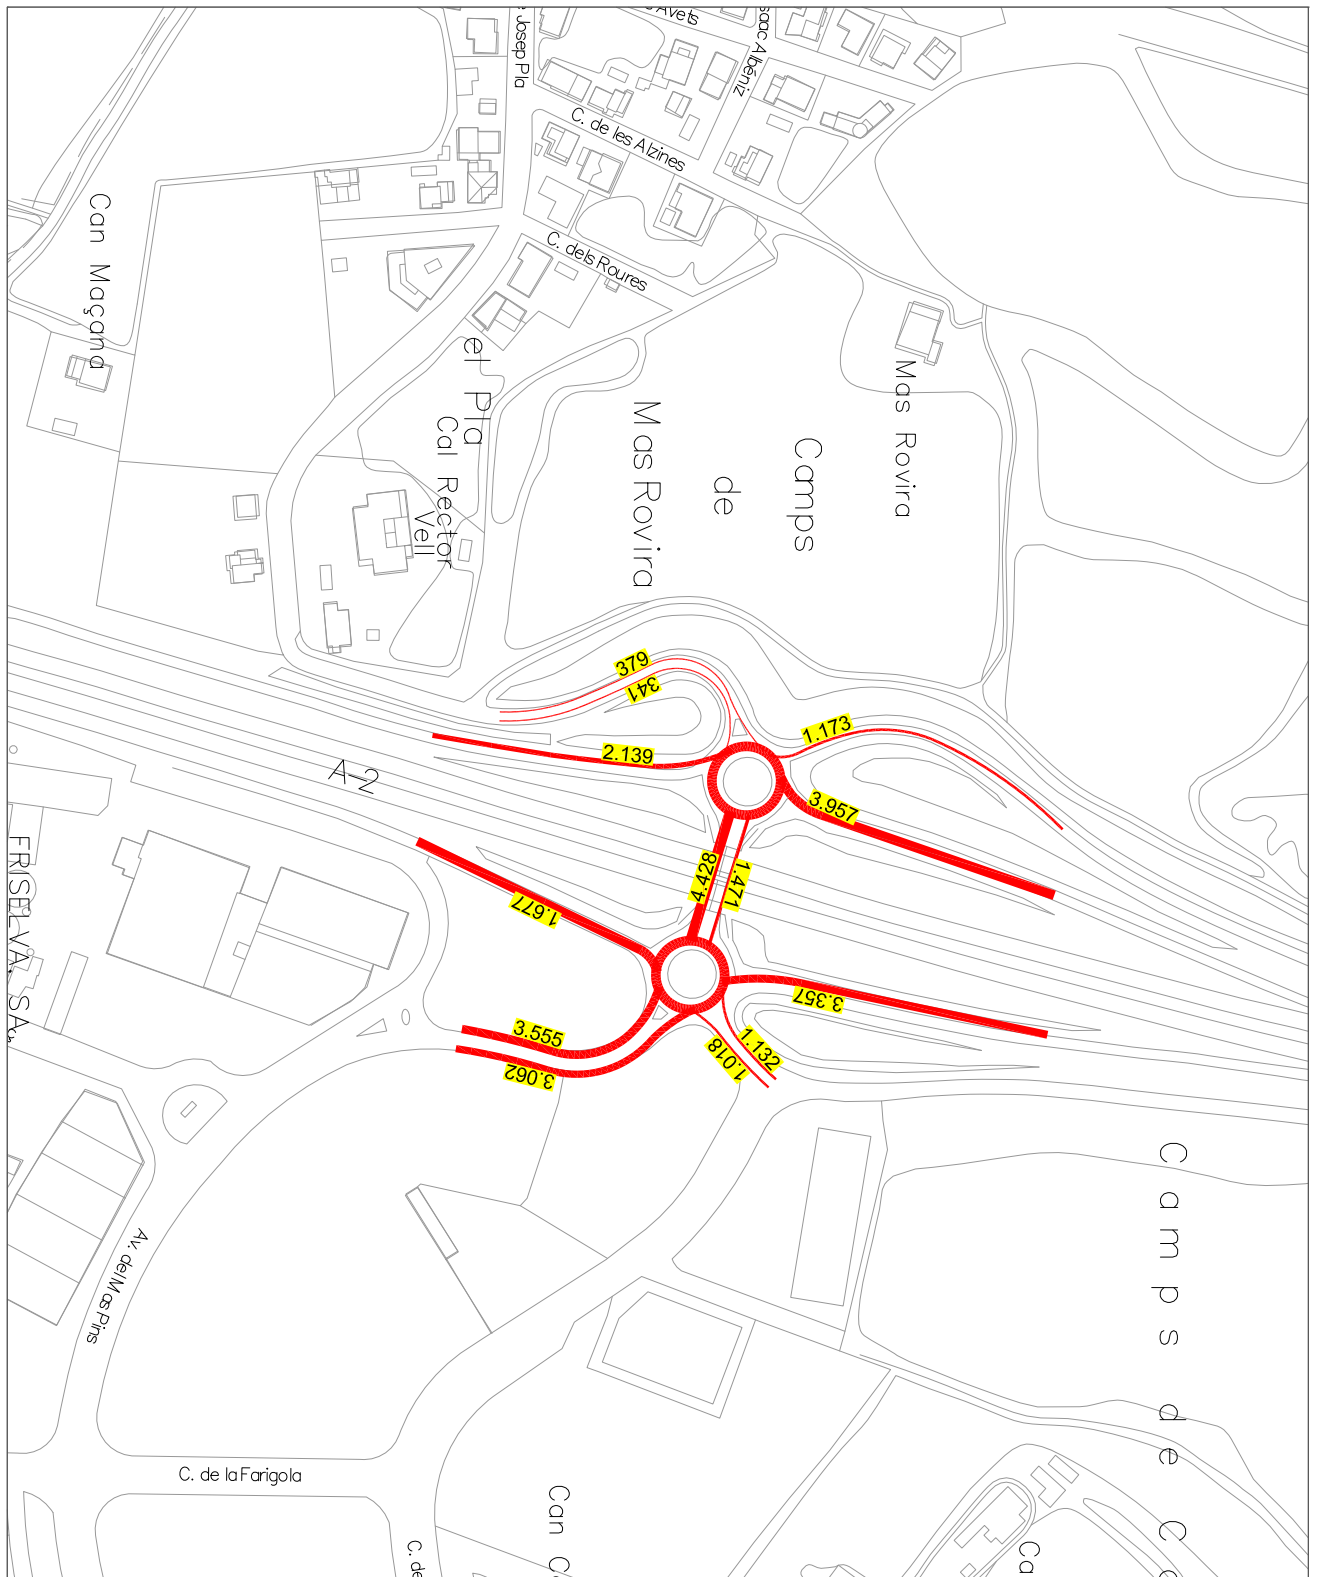 Josep Pla
Avets
saac Albéniz
C. de les Alzines
C. dels Roures
Can Maçana
el Pla
Cal Rector
Vell
Mas Rovira
de
Camps
Mas Rovira
379
341
2.139
1.173
3.957
A-2
4.428
1.471
1.677
3.357
3.555
3.062
1.132
1.018
FRISELVA, SA.
Camps de C
Av. del Mas Pins
C. de la Farigola
C. de
Can C
Ca